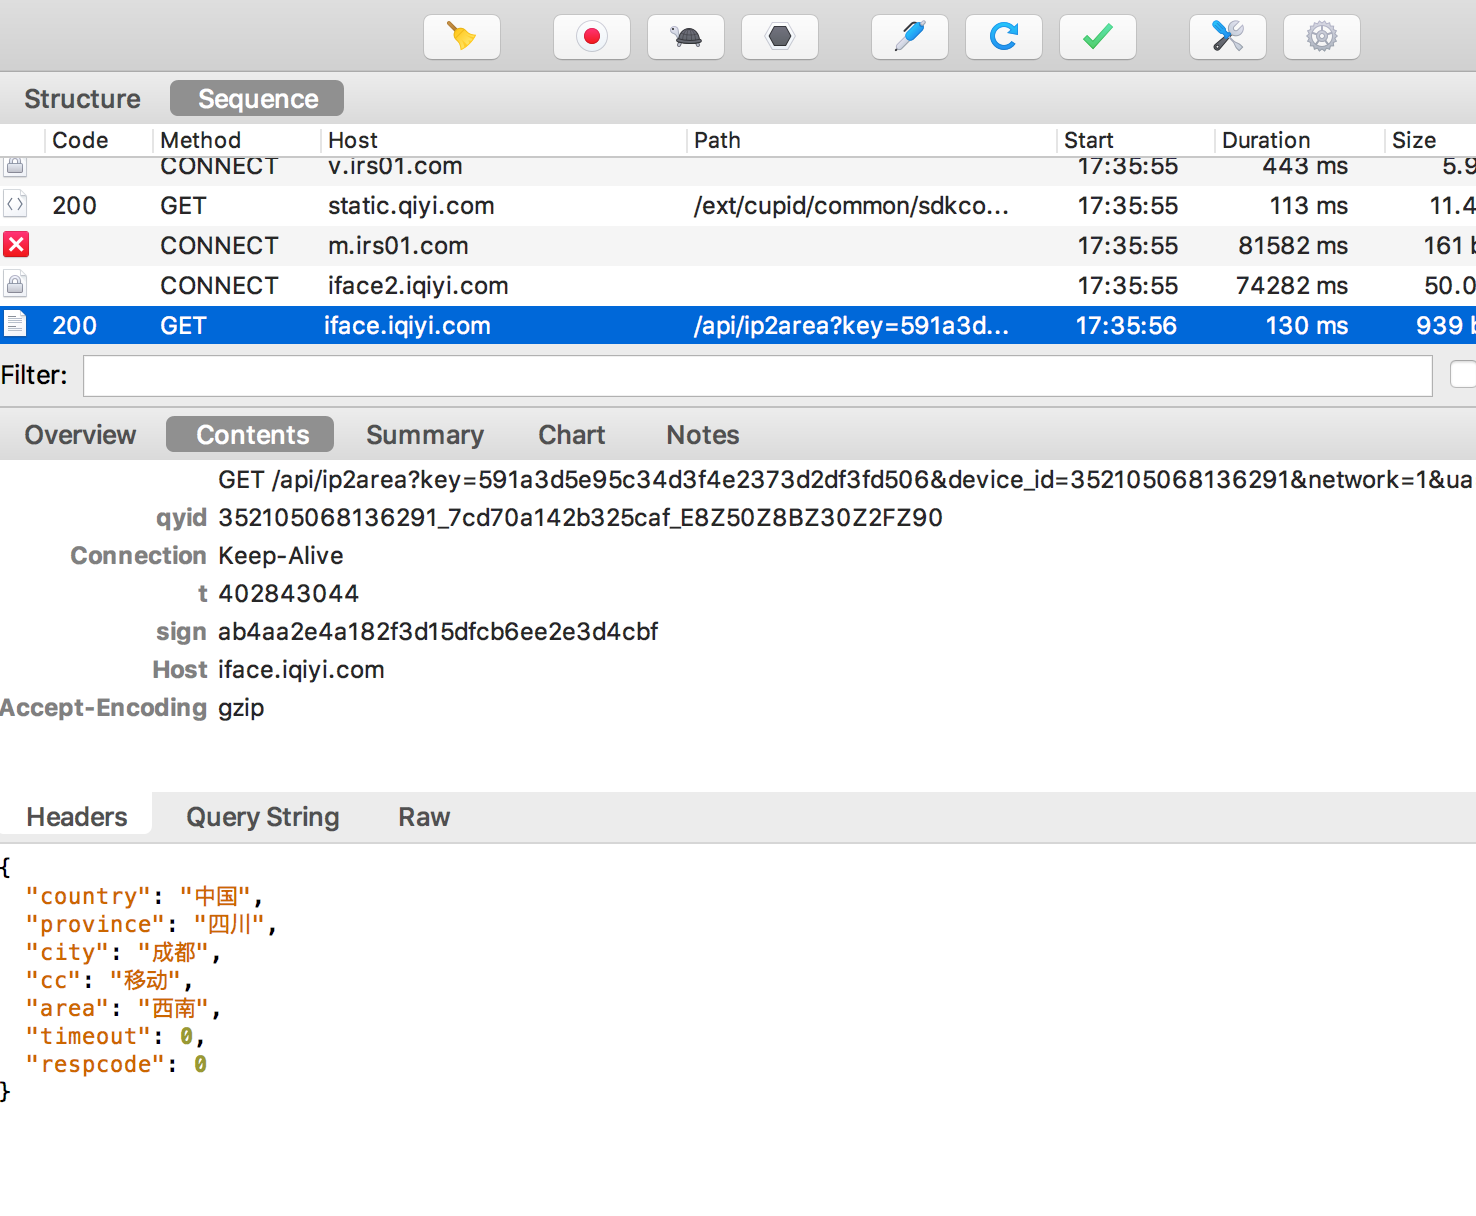 Structure Sequence
Code Method Host Path Start Duration Size
CONNECT v.irs01.com 17:35:55 443 ms 5.9
200 GET static.qiyi.com /ext/cupid/common/sdkco... 17:35:55 113 ms 11.4
CONNECT m.irs01.com 17:35:55 81582 ms 161 b
CONNECT iface2.iqiyi.com 17:35:55 74282 ms 50.0
200 GET iface.iqiyi.com /api/ip2area?key=591a3d... 17:35:56 130 ms 939 b
Filter:
Overview Contents Summary Chart Notes
GET /api/ip2area?key=591a3d5e95c34d3f4e2373d2df3fd506&device_id=352105068136291&network=1&ua
qyid 352105068136291_7cd70a142b325caf_E8Z50Z8BZ30Z2FZ90
Connection Keep-Alive
t 402843044
sign ab4aa2e4a182f3d15dfcb6ee2e3d4cbf
Host iface.iqiyi.com
Accept-Encoding gzip
Headers Query String Raw
{
"country": "中国",
"province": "四川",
"city": "成都",
"cc": "移动",
"area": "西南",
"timeout": 0,
"respcode": 0
}